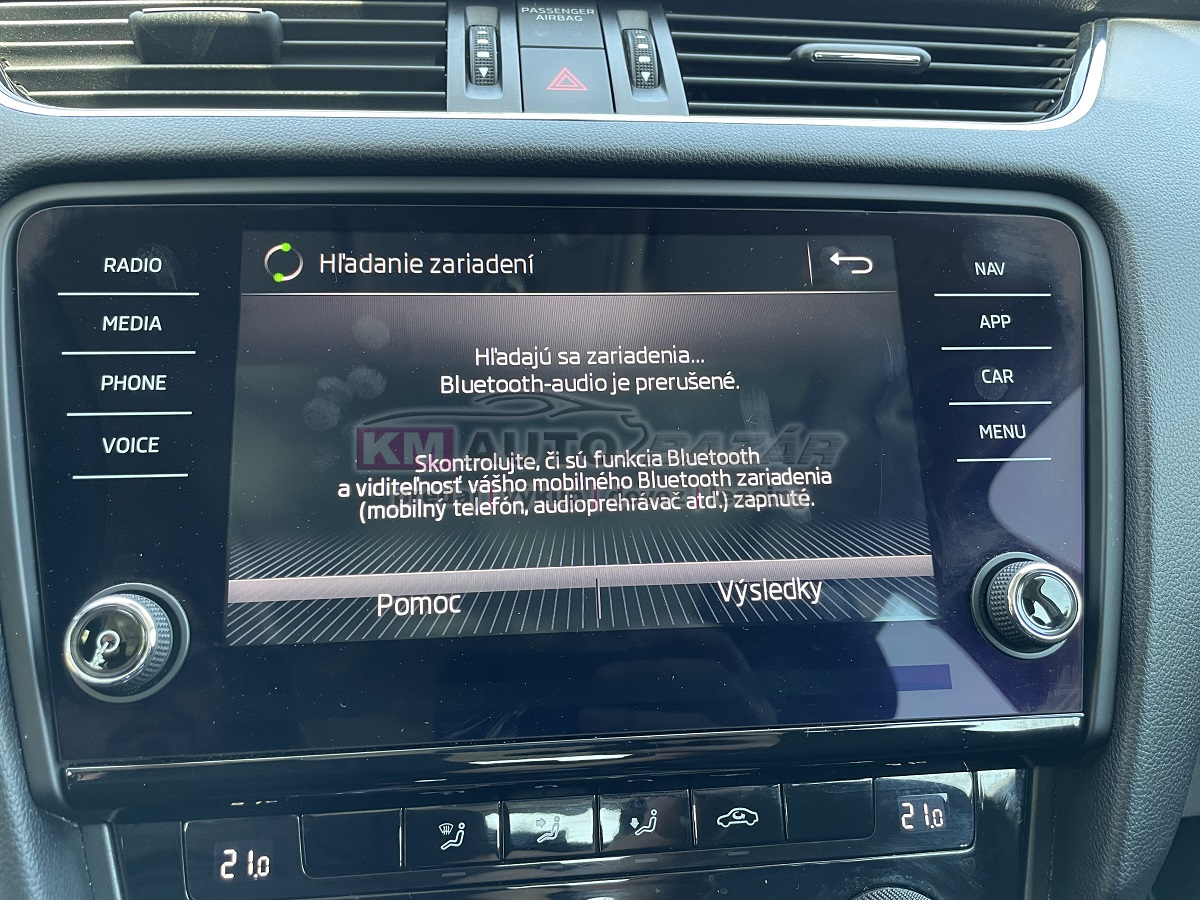 PASSENGER
AIRBAG
RADIO
MEDIA
PHONE
VOICE
Hľadanie zariadení
Hľadajú sa zariadenia...
Bluetooth-audio je prerušené.
KM AUTOBAZÁR
Skontrolujte, či sú funkcia Bluetooth
a viditeľnosť vášho mobilného Bluetooth zariadenia
(mobilný telefón, audioprehrávač atď.) zapnuté.
Pomoc
Výsledky
NAV
APP
CAR
MENU
21.0
21.0